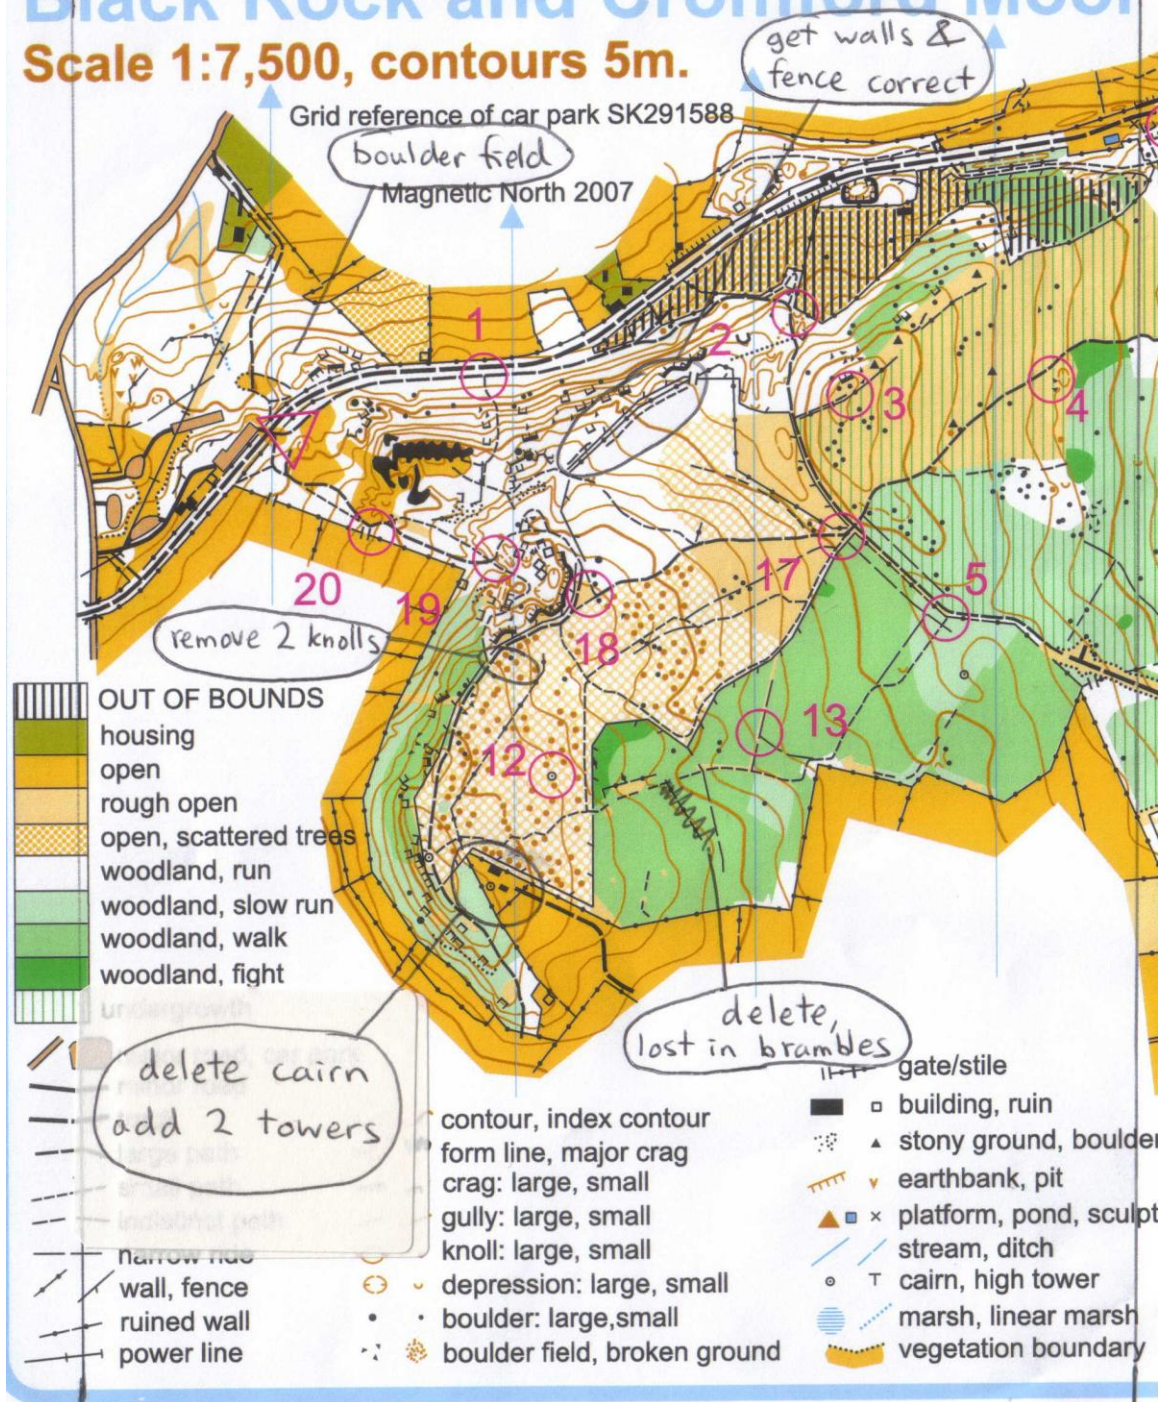 Black Rock and Cromford Moor
Scale 1:7,500, contours 5m.
get walls &
fence correct
Grid reference of car park SK291588
boulder field
Magnetic North 2007
1
2
3
4
5
17
20
19
18
remove 2 knolls
12
13
OUT OF BOUNDS
housing
open
rough open
open, scattered trees
woodland, run
woodland, slow run
woodland, walk
woodland, fight
undergrowth
delete cairn
add 2 towers
large path
small path
indistinct path
narrow ride
wall, fence
ruined wall
power line
delete,
lost in brambles
contour, index contour
form line, major crag
crag: large, small
gully: large, small
knoll: large, small
depression: large, small
boulder: large,small
boulder field, broken ground
gate/stile
building, ruin
stony ground, boulder
earthbank, pit
platform, pond, sculpt
stream, ditch
cairn, high tower
marsh, linear marsh
vegetation boundary